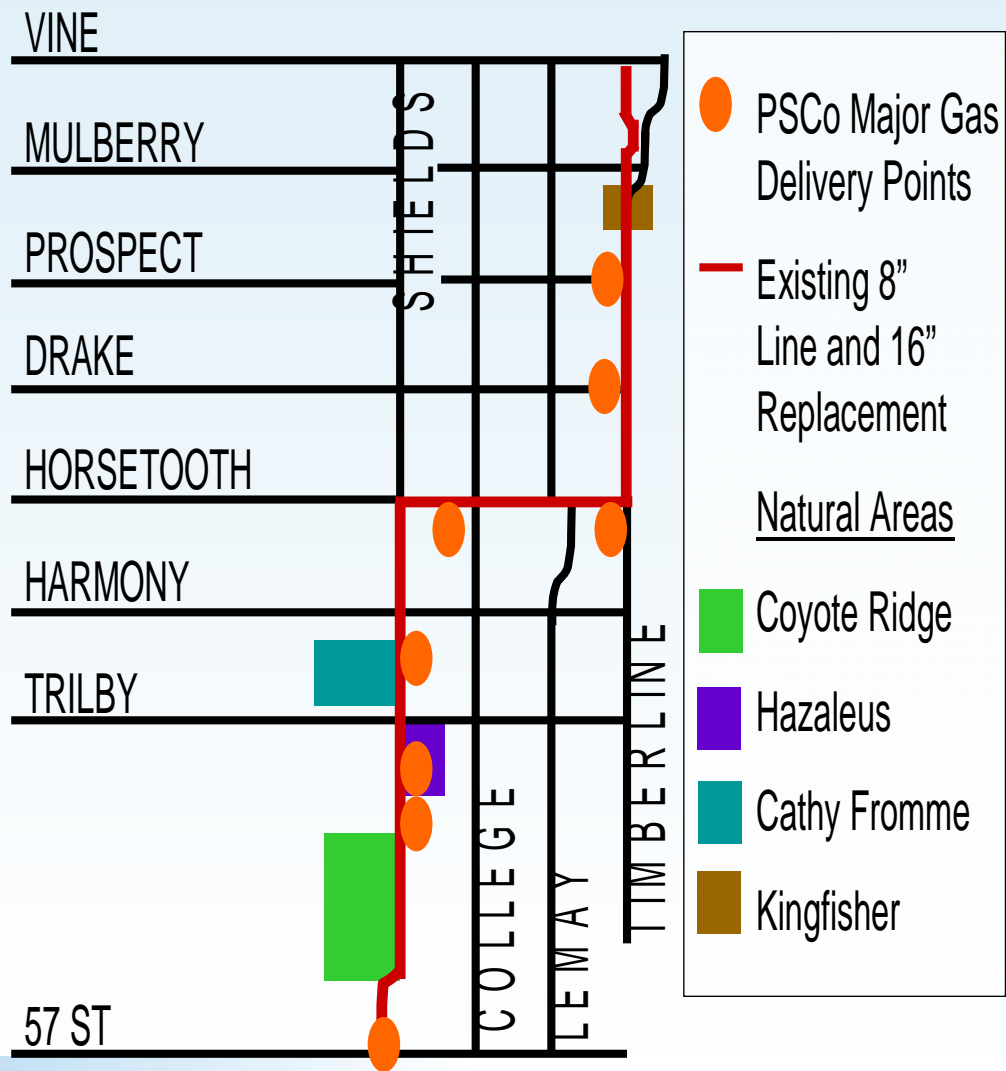 VINE
MULBERRY
PROSPECT
DRAKE
HORSETOOTH
HARMONY
TRILBY
57 ST
SHIELDS
COLLEGE
LEMAY
TIMBERLINE
PSCo Major Gas
Delivery Points
Existing 8”
Line and 16”
Replacement
Natural Areas
Coyote Ridge
Hazaleus
Cathy Fromme
Kingfisher